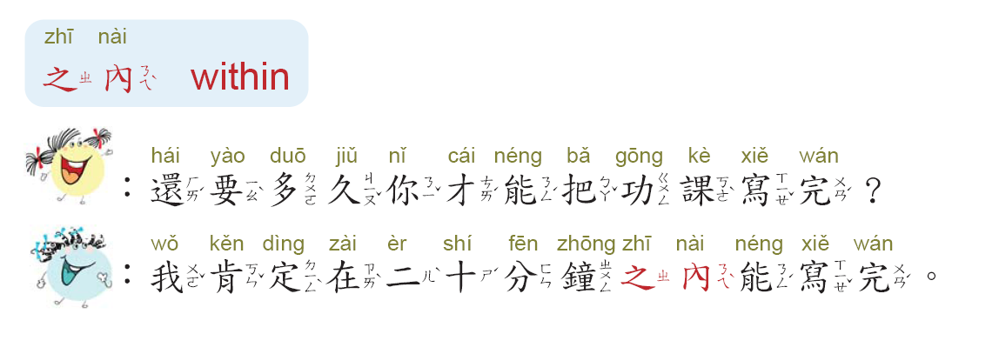 zhī nài
之ㄓ 內ㄋㄟˋ within
hái yào duō jiǔ nǐ cái néng bǎ gōng kè xiě wán
：還ㄏㄞˊ要ㄧㄠˋ多ㄉㄨㄛ久ㄐㄧㄡˇ你ㄋㄧˇ才ㄘㄞˊ能ㄋㄥˊ把ㄅㄚˇ功ㄍㄨㄥ課ㄎㄜˋ寫ㄒㄧㄝˇ完ㄨㄢˊ？
wǒ kěn dìng zài èr shí fēn zhōng zhī nài néng xiě wán
：我ㄨㄛˇ肯ㄎㄣˇ定ㄉㄧㄥˋ在ㄗㄞˋ二ㄦˋ十ㄕˊ分ㄈㄣ鐘ㄓㄨㄥ之ㄓ內ㄋㄟˋ能ㄋㄥˊ寫ㄒㄧㄝˇ完ㄨㄢˊ。